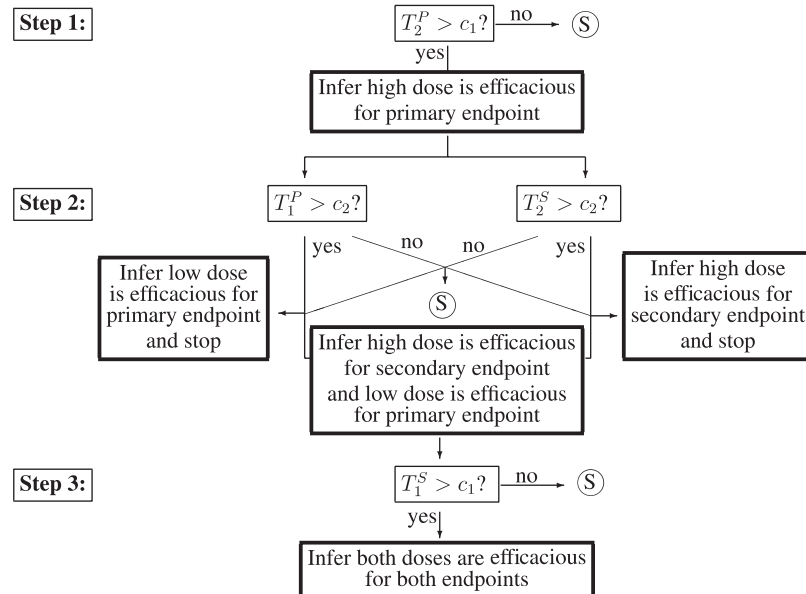 Step 1:
T_2^P > c_1?
no
S
yes
Infer high dose is efficacious
for primary endpoint
Step 2:
T_1^P > c_2?
T_2^S > c_2?
yes
no
no
yes
Infer low dose
is efficacious for
primary endpoint
and stop
S
Infer high dose
is efficacious for
secondary endpoint
and stop
Infer high dose is efficacious
for secondary endpoint
and low dose is efficacious
for primary endpoint
Step 3:
T_1^S > c_1?
no
S
yes
Infer both doses are efficacious
for both endpoints